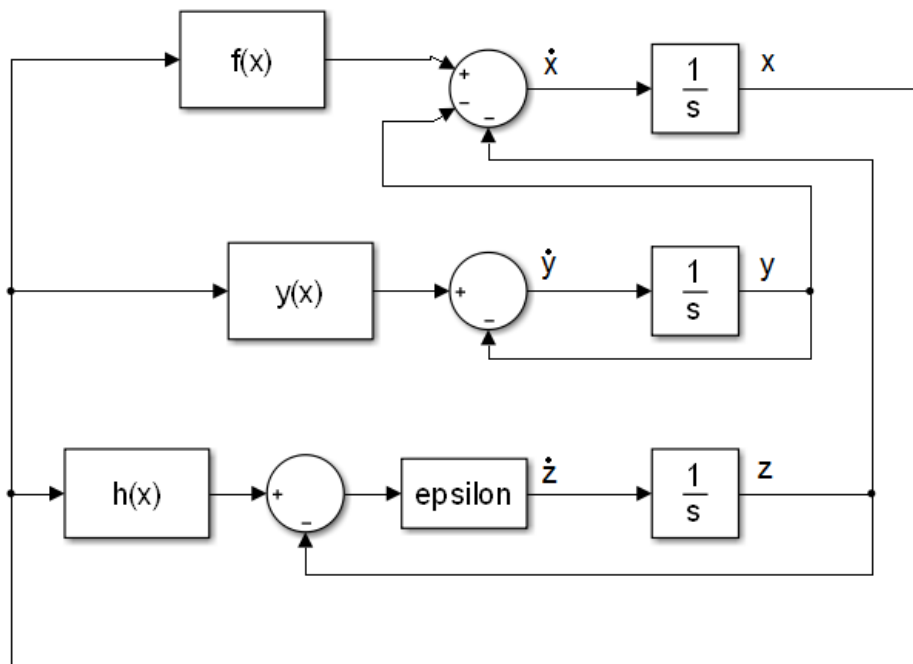 f(x)
+
−
−
ẋ
1
s
x
y(x)
+
−
ẏ
1
s
y
h(x)
+
−
epsilon
ż
1
s
z